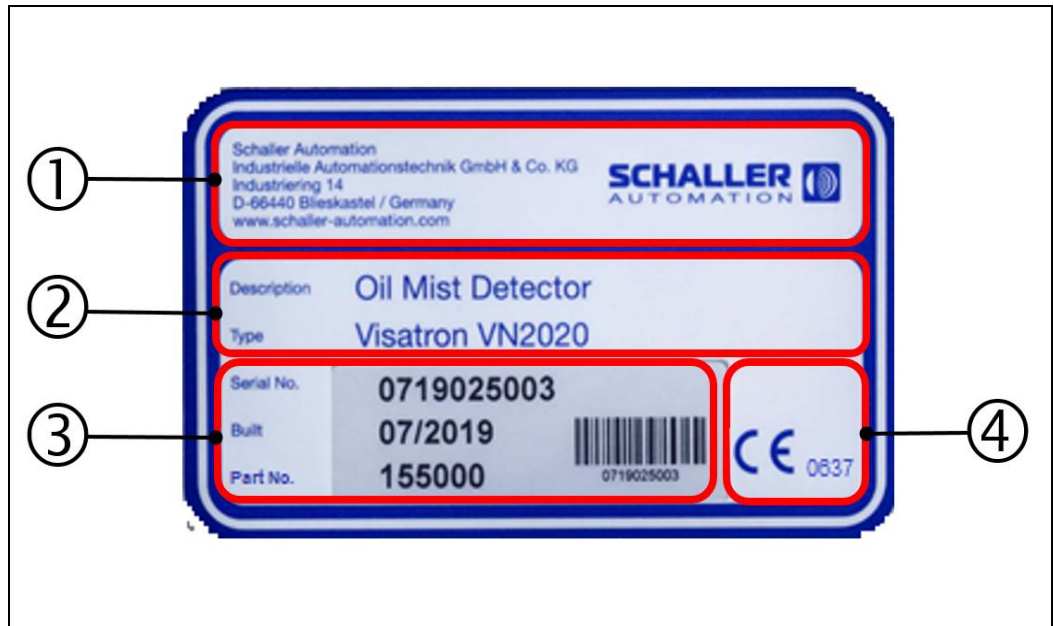 ①
Schaller Automation
Industrielle Automationstechnik GmbH & Co. KG
Industriering 14
D-66440 Blieskastel / Germany
www.schaller-automation.com
SCHALLER
AUTOMATION
②
Description Oil Mist Detector
Type Visatron VN2020
③
Serial No. 0719025003
Built 07/2019
Part No. 155000
0719025003
④
CE 0637